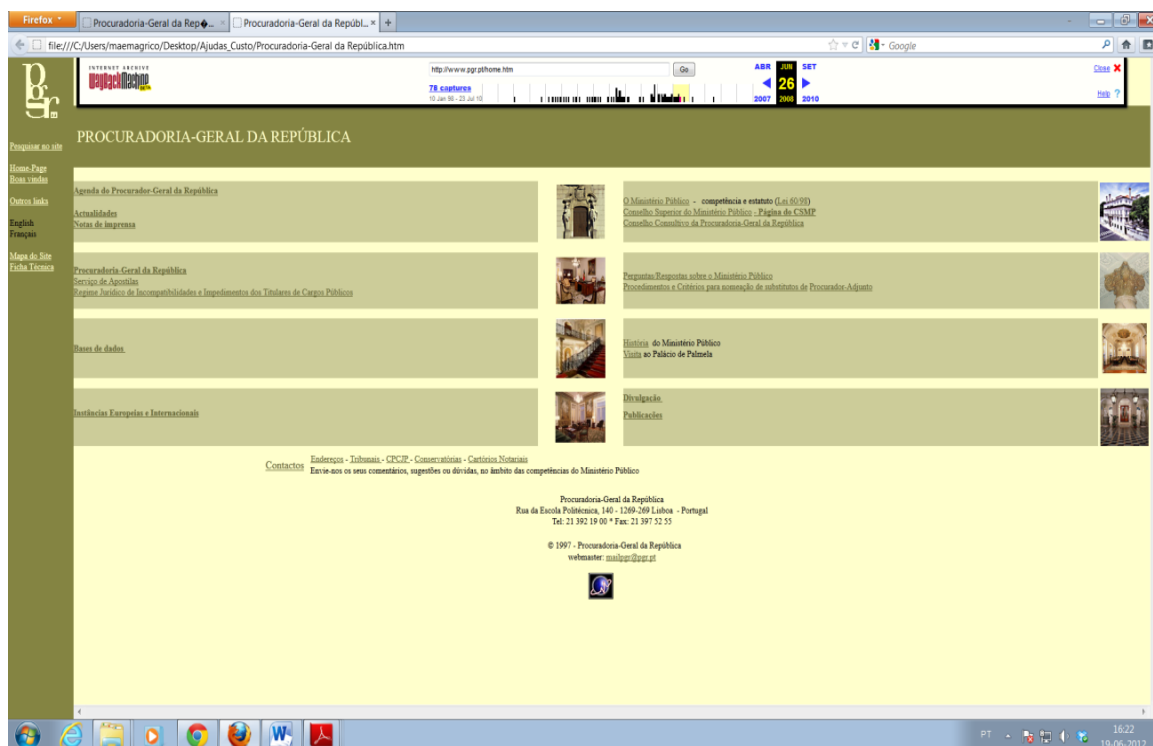 Firefox
Procuradoria-Geral da Rep�...
Procuradoria-Geral da Repúbl...
file:///C:/Users/maemagrico/Desktop/Ajudas_Custo/Procuradoria-Geral da República.htm
Google
INTERNET ARCHIVE
WayBackMachine
BETA
http://www.pgr.pt/home.htm
Go
78 captures
10 Jan 98 - 23 Jul 10
ABR JUN SET
26
2007 2008 2010
Close
Help ?
pgr
PROCURADORIA-GERAL DA REPÚBLICA
Pesquisar no site
Home-Page
Boas vindas
Outros links
English
Français
Mapa do Site
Ficha Técnica
Agenda do Procurador-Geral da República
Actualidades
Notas de imprensa
O Ministério Público - competência e estatuto (Lei 60/98)
Conselho Superior do Ministério Público - Página do CSMP
Conselho Consultivo da Procuradoria-Geral da República
Procuradoria-Geral da República
Serviço de Apostilas
Regime Jurídico de Incompatibilidades e Impedimentos dos Titulares de Cargos Públicos
Perguntas/Respostas sobre o Ministério Público
Procedimentos e Critérios para nomeação de substitutos de Procurador-Adjunto
Bases de dados
História do Ministério Público
Visita ao Palácio de Palmela
Instâncias Europeias e Internacionais
Divulgação
Publicações
Contactos
Endereços - Tribunais - CPCJP - Conservatórias - Cartórios Notariais
Envie-nos os seus comentários, sugestões ou dúvidas, no âmbito das competências do Ministério Público
Procuradoria-Geral da República
Rua da Escola Politécnica, 140 - 1269-269 Lisboa - Portugal
Tel: 21 392 19 00 * Fax: 21 397 52 55
© 1997 - Procuradoria-Geral da República
webmaster: mailpgr@pgr.pt
PT
16:22
19-06-2012